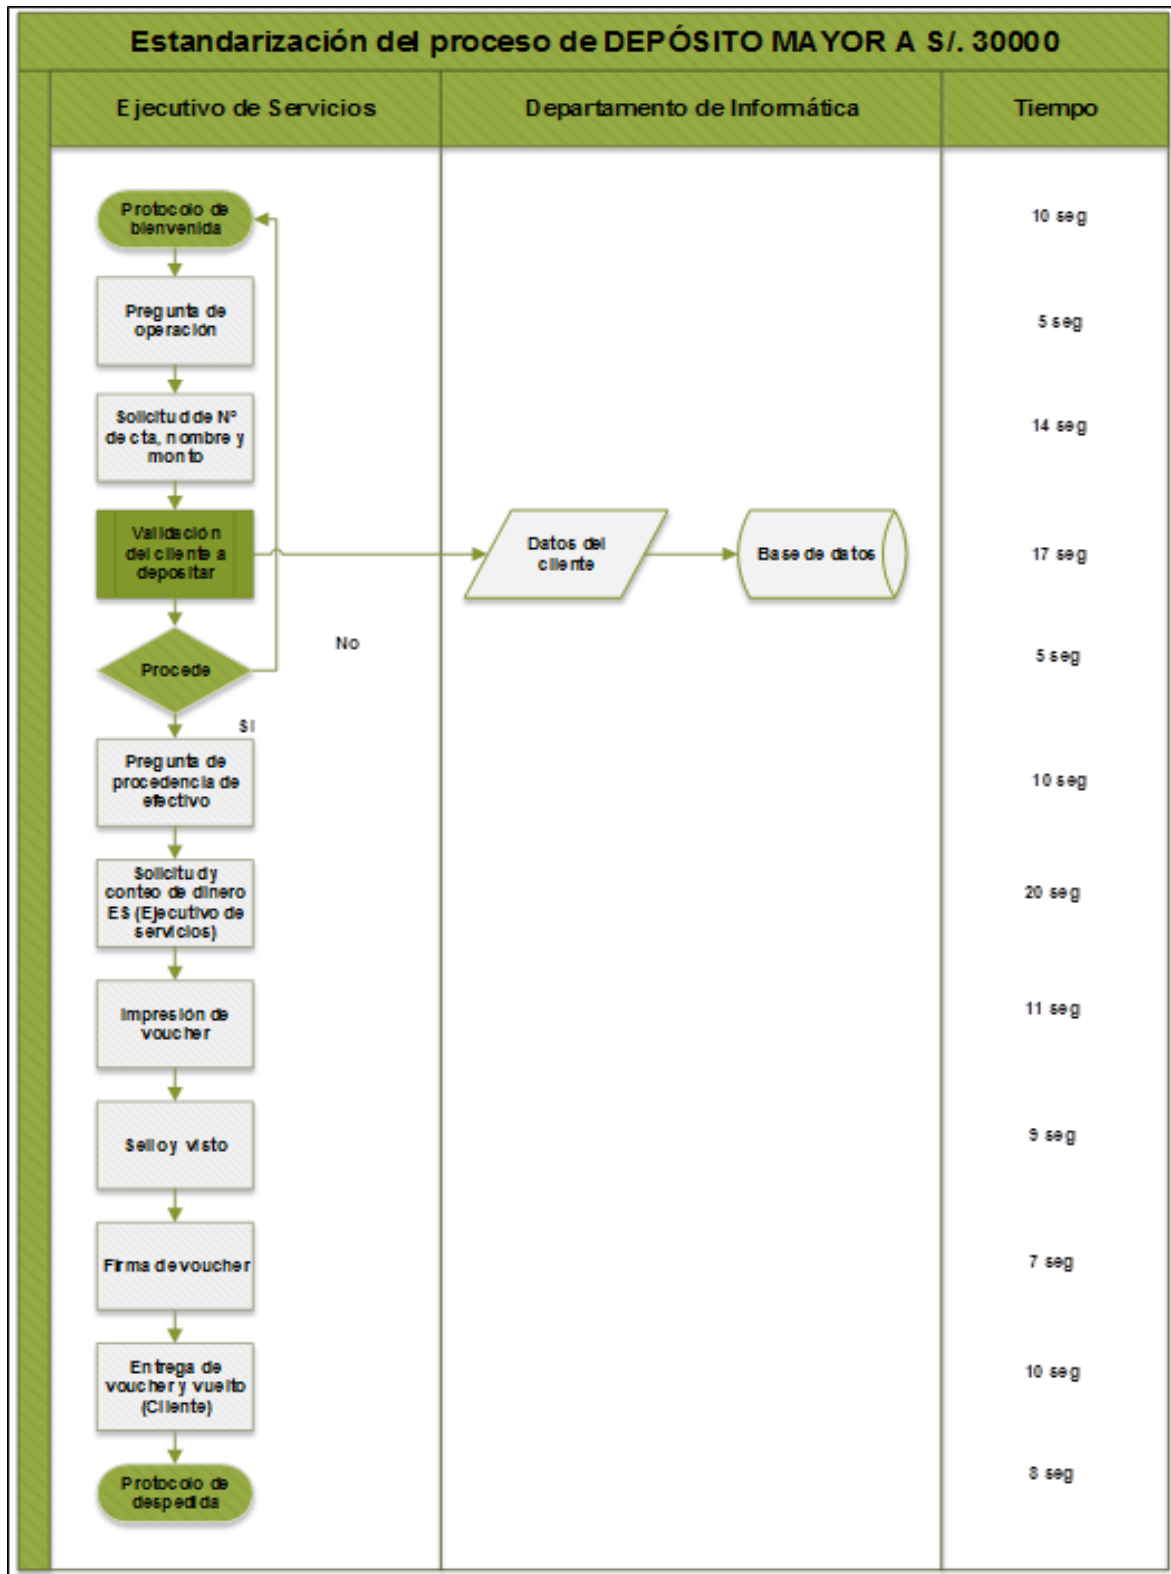 Estandarización del proceso de DEPÓSITO MAYOR A S/. 30000
Ejecutivo de Servicios
Departamento de Informática
Tiempo
Protocolo de
bienvenida
10 seg
Pregunta de
operación
5 seg
Solicitud de Nº
de cta, nombre y
monto
14 seg
Validación
del cliente a
depositar
Datos del
cliente
Base de datos
17 seg
Procede
No
5 seg
SI
Pregunta de
procedencia de
efectivo
10 seg
Solicitud y
conteo de dinero
ES (Ejecutivo de
servicios)
20 seg
Impresión de
voucher
11 seg
Sello y visto
9 seg
Firma de voucher
7 seg
Entrega de
voucher y vuelto
(Cliente)
10 seg
Protocolo de
despedida
8 seg